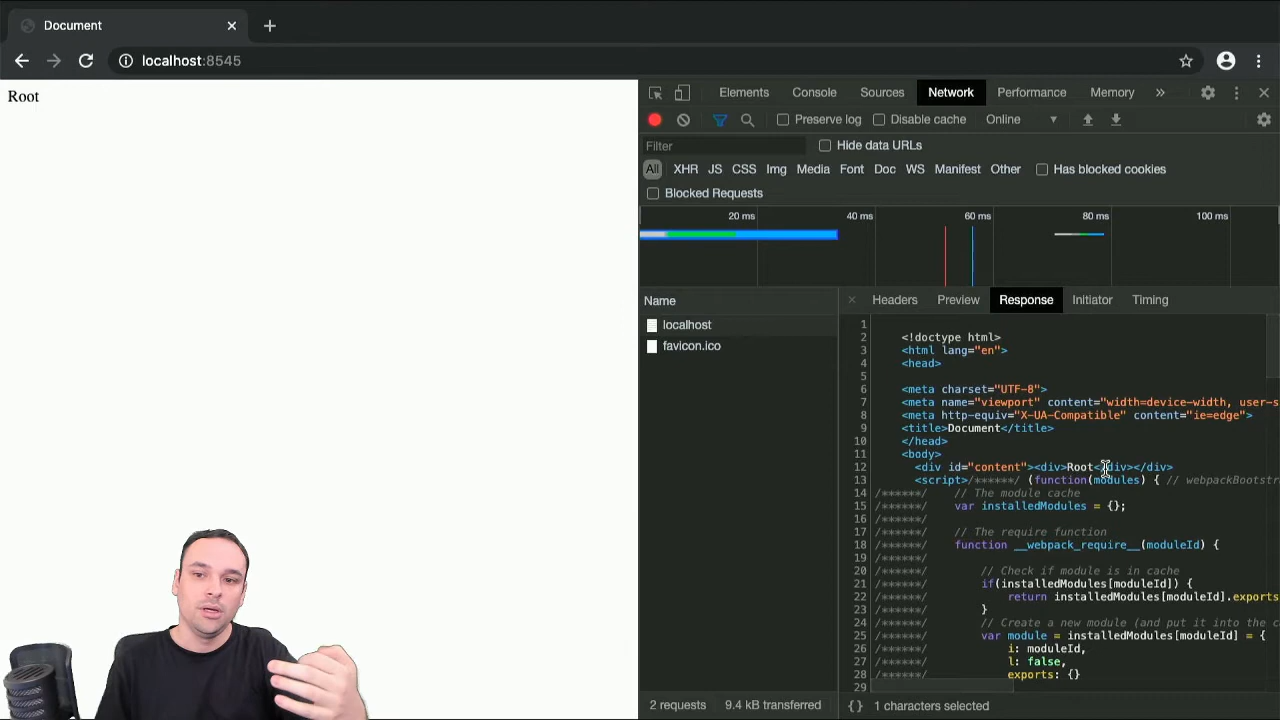 Document
localhost:8545
Root
Elements Console Sources Network Performance Memory »
Preserve log Disable cache Online
Filter Hide data URLs
All XHR JS CSS Img Media Font Doc WS Manifest Other Has blocked cookies
Blocked Requests
20 ms 40 ms 60 ms 80 ms 100 ms
Name
localhost
favicon.ico
Headers Preview Response Initiator Timing
1
2 <!doctype html>
3 <html lang="en">
4 <head>
5
6 <meta charset="UTF-8">
7 <meta name="viewport" content="width=device-width, user-s
8 <meta http-equiv="X-UA-Compatible" content="ie=edge">
9 <title>Document</title>
10 </head>
11 <body>
12 <div id="content"><div>Root</div></div>
13 <script>/******/ (function(modules) { // webpackBootstr
14 /******/ // The module cache
15 /******/ var installedModules = {};
16 /******/
17 /******/ // The require function
18 /******/ function __webpack_require__(moduleId) {
19 /******/
20 /******/ // Check if module is in cache
21 /******/ if(installedModules[moduleId]) {
22 /******/ return installedModules[moduleId].exports
23 /******/ }
24 /******/ // Create a new module (and put it into the c
25 /******/ var module = installedModules[moduleId] = {
26 /******/ i: moduleId,
27 /******/ l: false,
28 /******/ exports: {}
29
2 requests 9.4 kB transferred {} 1 characters selected